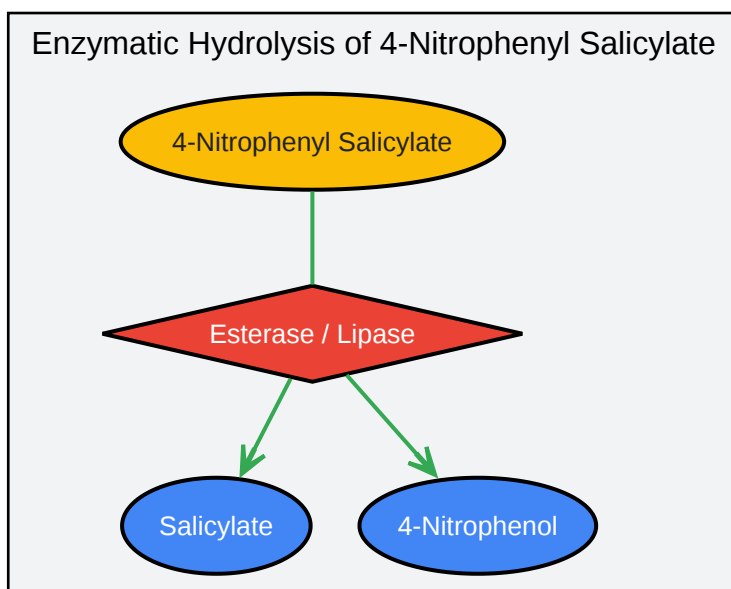 Enzymatic Hydrolysis of 4-Nitrophenyl Salicylate
4-Nitrophenyl Salicylate
Esterase / Lipase
Salicylate
4-Nitrophenol